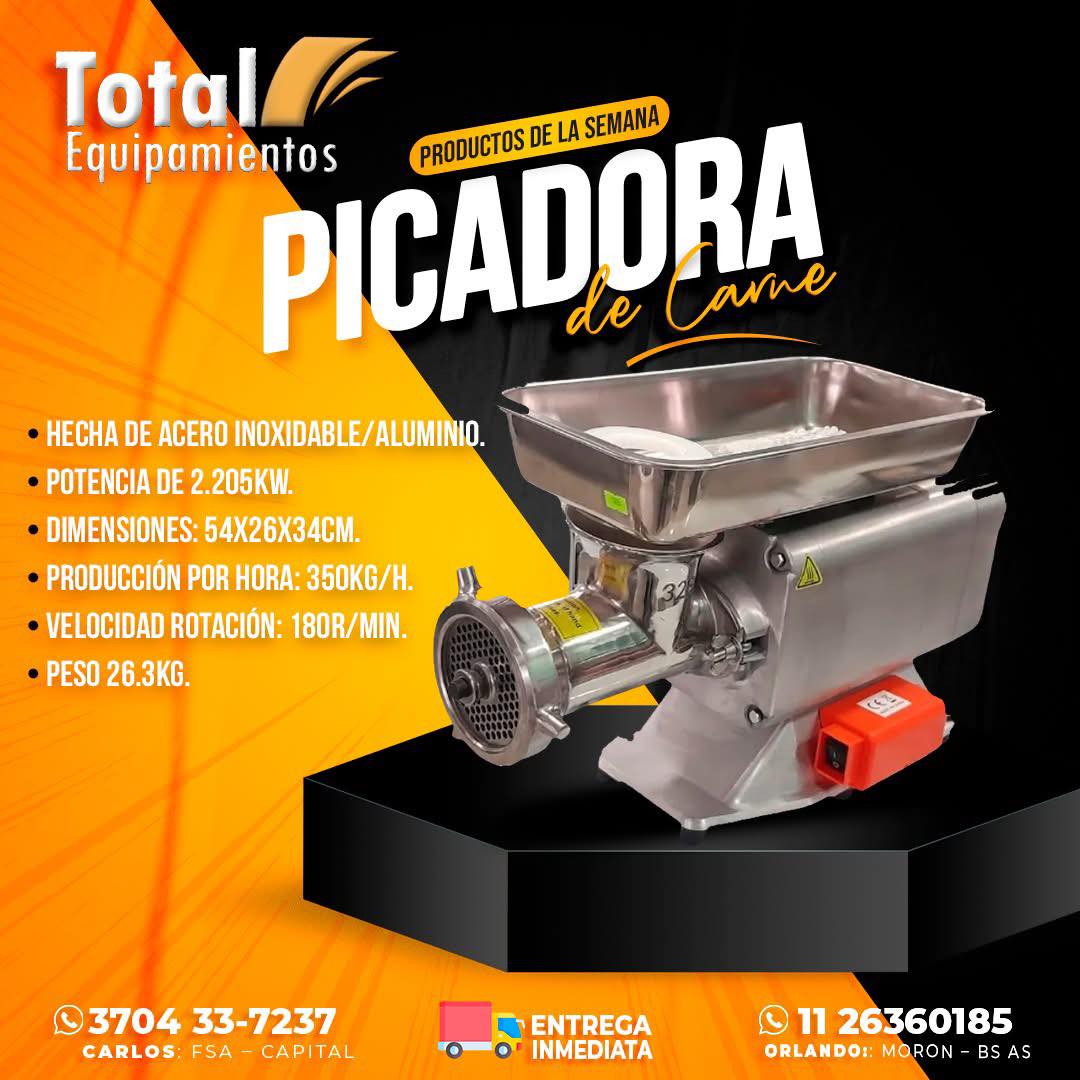 Total
Equipamientos
PRODUCTOS DE LA SEMANA
PICADORA
de Carne
• HECHA DE ACERO INOXIDABLE/ALUMINIO.
• POTENCIA DE 2.205KW.
• DIMENSIONES: 54X26X34CM.
• PRODUCCIÓN POR HORA: 350KG/H.
• VELOCIDAD ROTACIÓN: 180R/MIN.
• PESO 26.3KG.
32
CE
3704 33-7237
CARLOS: FSA – CAPITAL
ENTREGA
INMEDIATA
11 26360185
ORLANDO:: MORON – BS AS